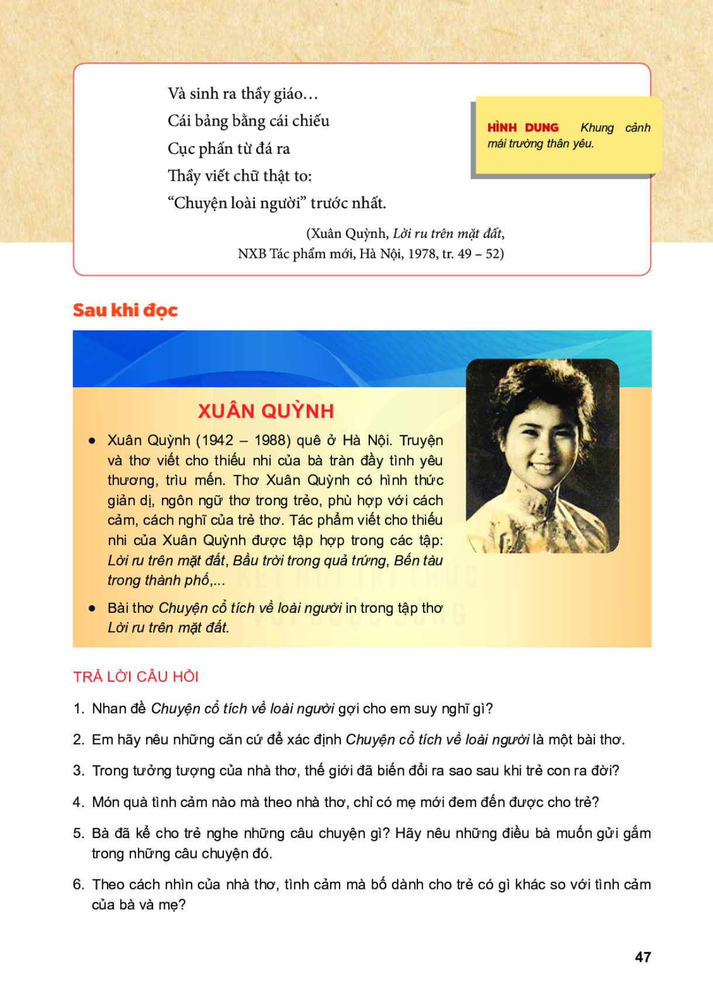 Và sinh ra thầy giáo…
Cái bảng bằng cái chiếu
Cục phấn từ đá ra
Thầy viết chữ thật to:
“Chuyện loài người” trước nhất.
(Xuân Quỳnh, Lời ru trên mặt đất,
NXB Tác phẩm mới, Hà Nội, 1978, tr. 49 – 52)
HÌNH DUNG Khung cảnh
mái trường thân yêu.
Sau khi đọc
XUÂN QUỲNH
● Xuân Quỳnh (1942 – 1988) quê ở Hà Nội. Truyện
và thơ viết cho thiếu nhi của bà tràn đầy tình yêu
thương, trìu mến. Thơ Xuân Quỳnh có hình thức
giản dị, ngôn ngữ thơ trong trẻo, phù hợp với cách
cảm, cách nghĩ của trẻ thơ. Tác phẩm viết cho thiếu
nhi của Xuân Quỳnh được tập hợp trong các tập:
Lời ru trên mặt đất, Bầu trời trong quả trứng, Bến tàu
trong thành phố,...
● Bài thơ Chuyện cổ tích về loài người in trong tập thơ
Lời ru trên mặt đất.
KẾT NỐI TRI THỨC
VỚI CUỘC SỐNG
TRẢ LỜI CÂU HỎI
1. Nhan đề Chuyện cổ tích về loài người gợi cho em suy nghĩ gì?
2. Em hãy nêu những căn cứ để xác định Chuyện cổ tích về loài người là một bài thơ.
3. Trong tưởng tượng của nhà thơ, thế giới đã biến đổi ra sao sau khi trẻ con ra đời?
4. Món quà tình cảm nào mà theo nhà thơ, chỉ có mẹ mới đem đến được cho trẻ?
5. Bà đã kể cho trẻ nghe những câu chuyện gì? Hãy nêu những điều bà muốn gửi gắm
trong những câu chuyện đó.
6. Theo cách nhìn của nhà thơ, tình cảm mà bố dành cho trẻ có gì khác so với tình cảm
của bà và mẹ?
47